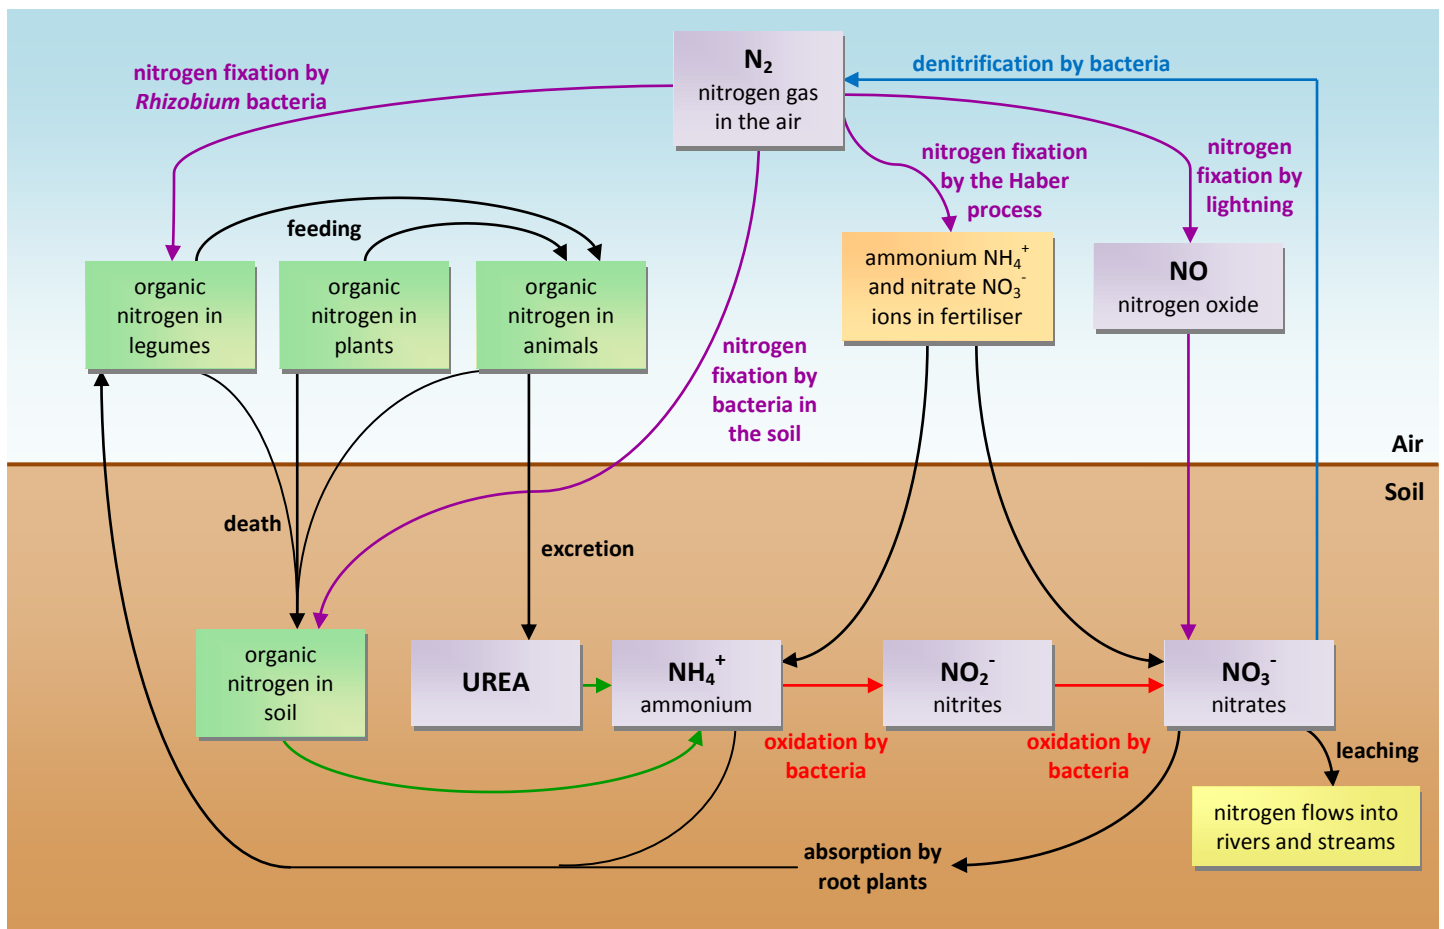 N₂
nitrogen gas
in the air
nitrogen fixation by
Rhizobium bacteria
denitrification by bacteria
nitrogen fixation
by the Haber
process
nitrogen
fixation by
lightning
feeding
organic
nitrogen in
legumes
organic
nitrogen in
plants
organic
nitrogen in
animals
ammonium NH₄⁺
and nitrate NO₃⁻
ions in fertiliser
NO
nitrogen oxide
nitrogen
fixation by
bacteria in
the soil
Air
Soil
death
excretion
organic
nitrogen in
soil
UREA
NH₄⁺
ammonium
NO₂⁻
nitrites
NO₃⁻
nitrates
oxidation by
bacteria
oxidation by
bacteria
leaching
nitrogen flows into
rivers and streams
absorption by
root plants